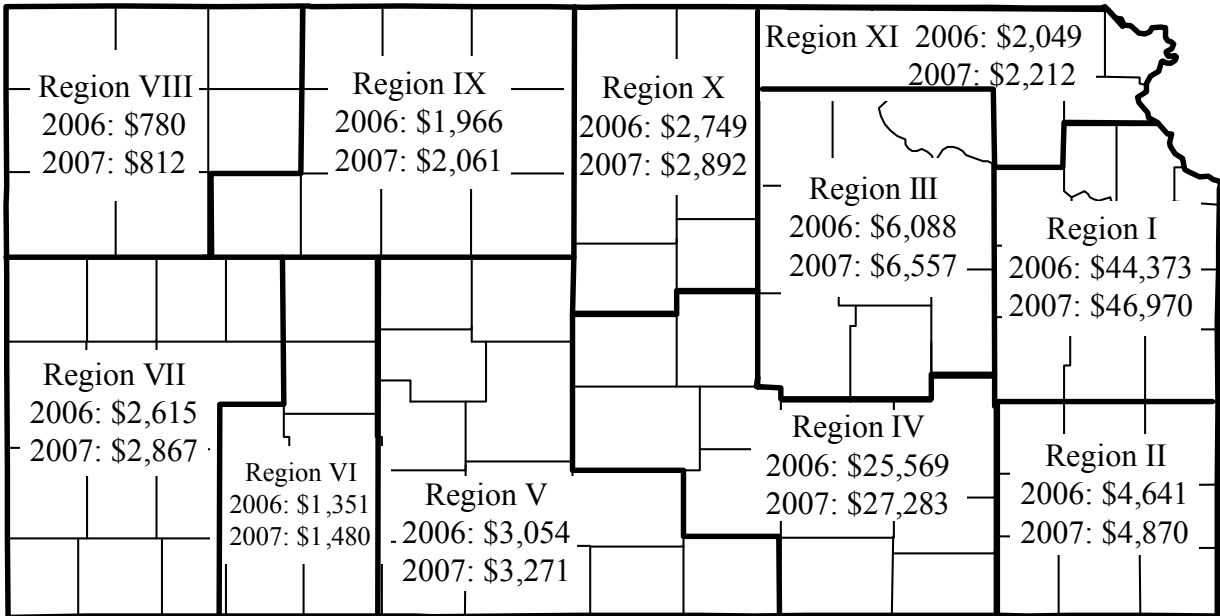 Region XI 2006: $2,049
2007: $2,212
Region VIII
2006: $780
2007: $812
Region IX
2006: $1,966
2007: $2,061
Region X
2006: $2,749
2007: $2,892
Region III
2006: $6,088
2007: $6,557
Region I
2006: $44,373
2007: $46,970
Region VII
2006: $2,615
2007: $2,867
Region VI
2006: $1,351
2007: $1,480
Region V
2006: $3,054
2007: $3,271
Region IV
2006: $25,569
2007: $27,283
Region II
2006: $4,641
2007: $4,870